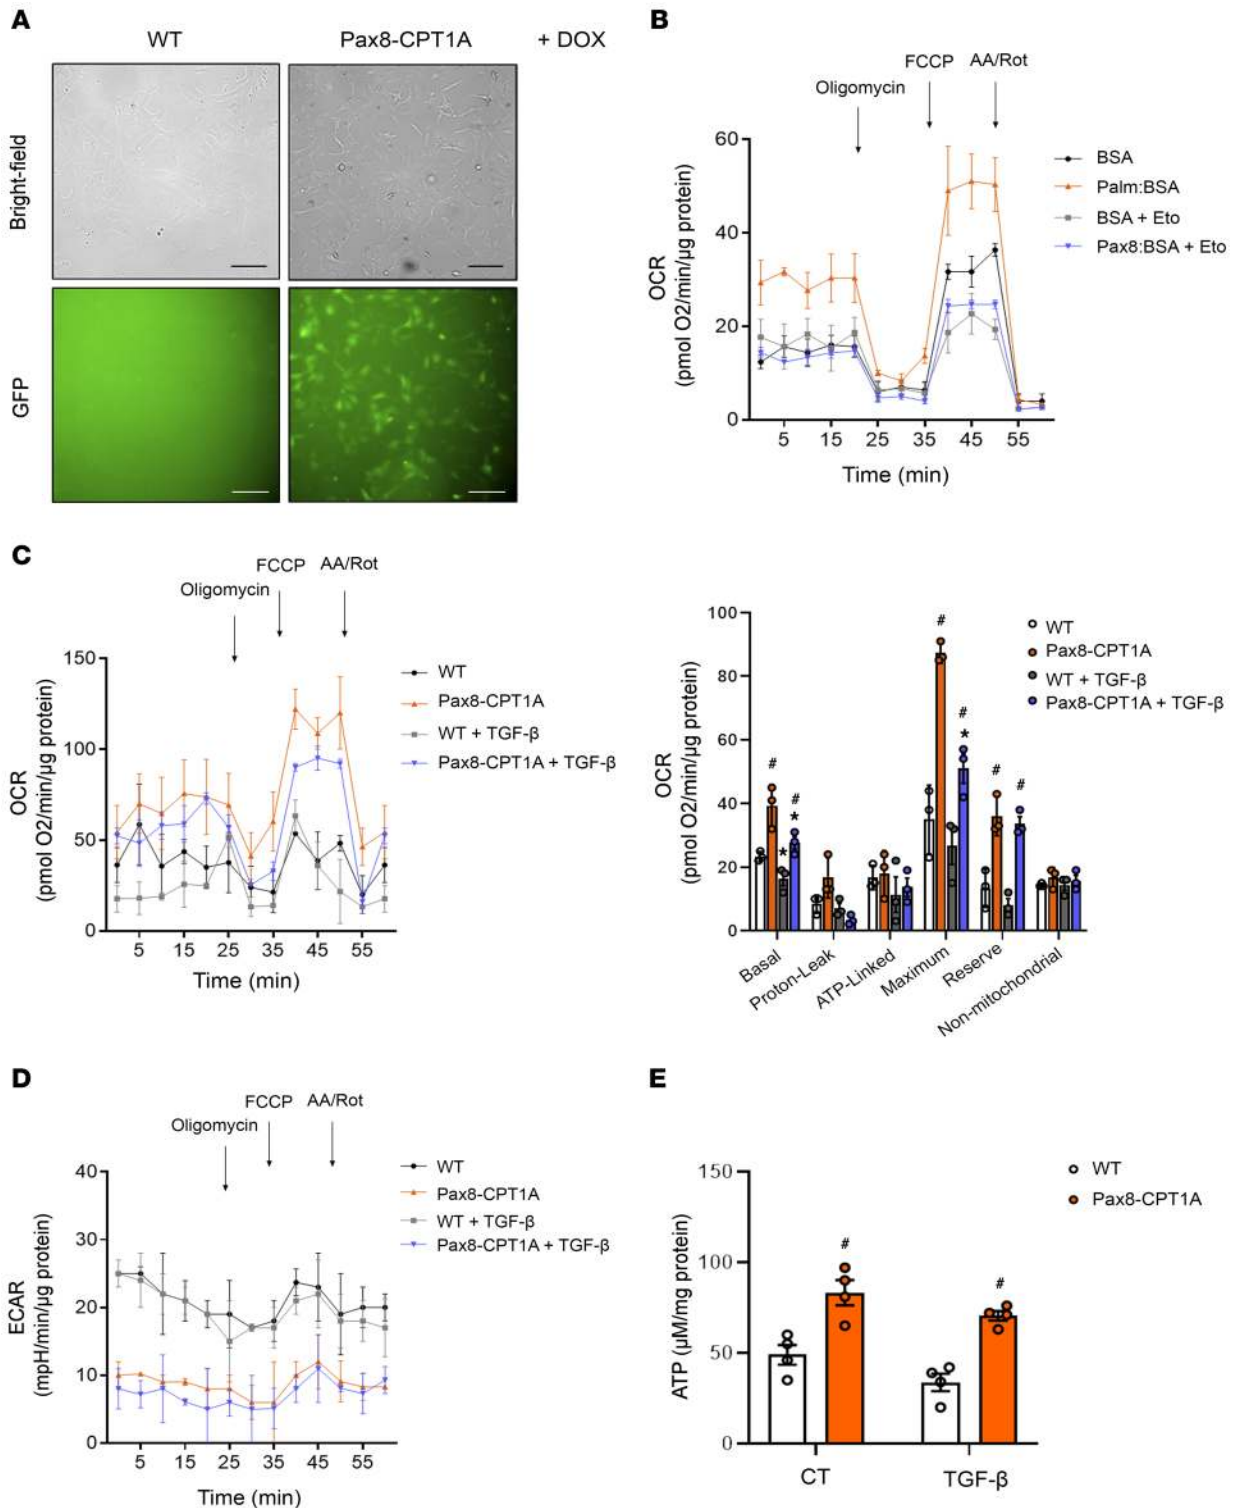 A
WT
Pax8-CPT1A
+ DOX
Bright-field
GFP
B
Oligomycin
FCCP
AA/Rot
60
40
20
0
OCR
(pmol O2/min/µg protein)
5
15
25
35
45
55
Time (min)
BSA
Palm:BSA
BSA + Eto
Pax8:BSA + Eto
C
Oligomycin
FCCP
AA/Rot
150
100
50
0
OCR
(pmol O2/min/µg protein)
5
15
25
35
45
55
Time (min)
WT
Pax8-CPT1A
WT + TGF-β
Pax8-CPT1A + TGF-β
100
80
60
40
20
0
OCR
(pmol O2/min/µg protein)
#
*
#
*
#
#
*
#
#
Basal
Proton-Leak
ATP-Linked
Maximum
Reserve
Non-mitochondrial
WT
Pax8-CPT1A
WT + TGF-β
Pax8-CPT1A + TGF-β
D
Oligomycin
FCCP
AA/Rot
40
30
20
10
0
ECAR
(mpH/min/µg protein)
5
15
25
35
45
55
Time (min)
WT
Pax8-CPT1A
WT + TGF-β
Pax8-CPT1A + TGF-β
E
150
100
50
0
ATP (µM/mg protein)
#
#
CT
TGF-β
WT
Pax8-CPT1A